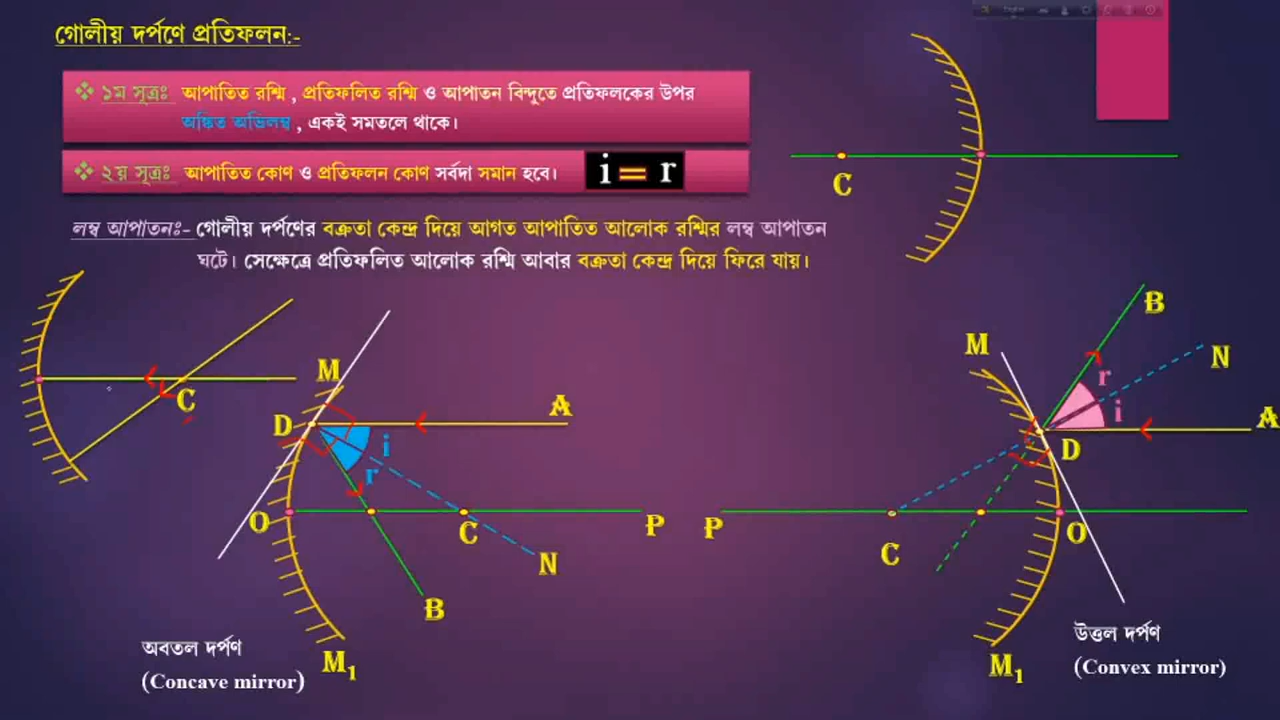 গোলীয় দর্পণে প্রতিফলন:-
❖ ১ম সূত্রঃ আপাতিত রশ্মি , প্রতিফলিত রশ্মি ও আপাতন বিন্দুতে প্রতিফলকের উপর
অঙ্কিত অভিলম্ব , একই সমতলে থাকে।
❖ ২য় সূত্রঃ আপাতিত কোণ ও প্রতিফলন কোণ সর্বদা সমান হবে। i = r
C
লম্ব আপাতনঃ- গোলীয় দর্পণের বক্রতা কেন্দ্র দিয়ে আগত আপাতিত আলোক রশ্মির লম্ব আপাতন
ঘটে। সেক্ষেত্রে প্রতিফলিত আলোক রশ্মি আবার বক্রতা কেন্দ্র দিয়ে ফিরে যায়।
C
M
D
A
i
r
O
C
P
N
B
M1
অবতল দর্পণ
(Concave mirror)
M
B
N
r
i
A
D
P
C
O
M1
উত্তল দর্পণ
(Convex mirror)